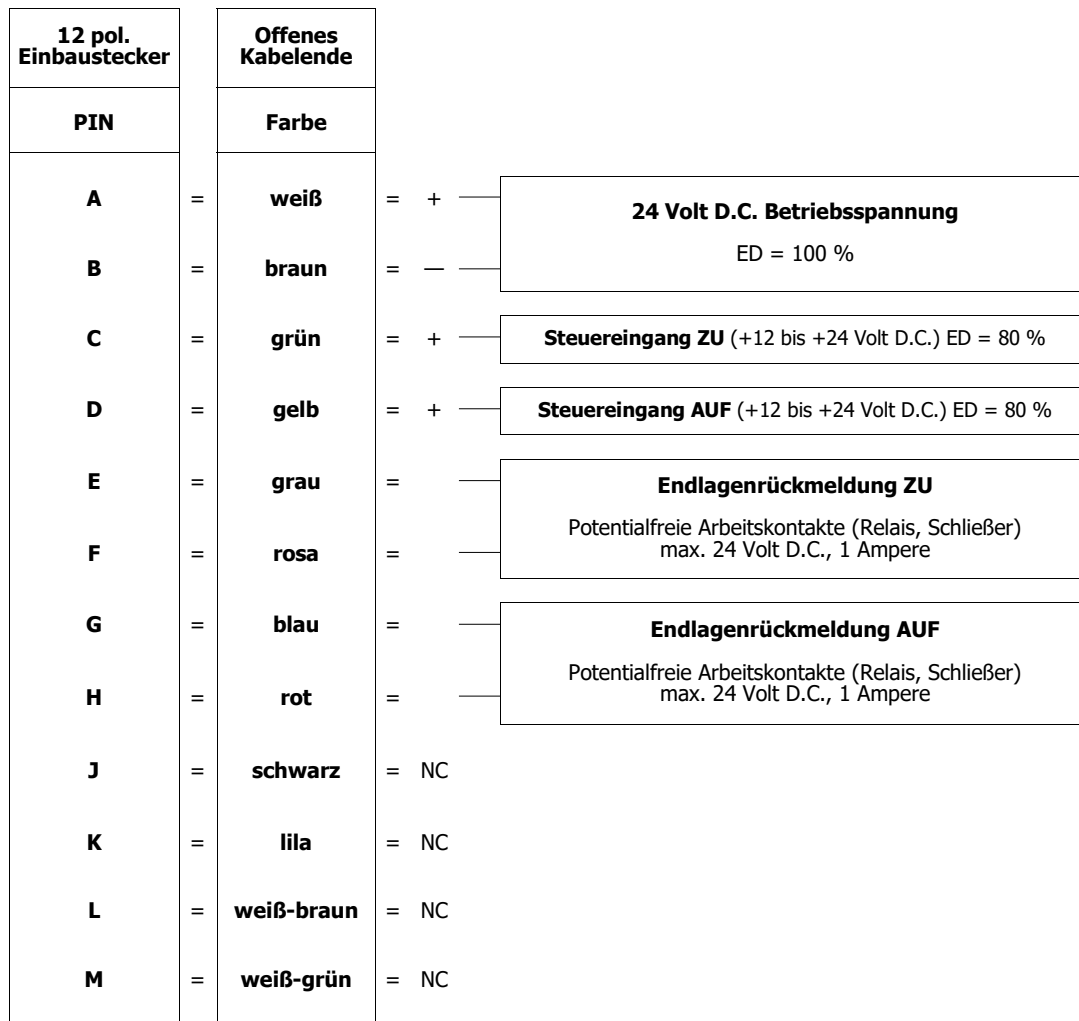 12 pol.
Einbaustecker
Offenes
Kabelende
PIN
Farbe
A = weiß = +
24 Volt D.C. Betriebsspannung
ED = 100 %
B = braun = —
C = grün = + Steuereingang ZU (+12 bis +24 Volt D.C.) ED = 80 %
D = gelb = + Steuereingang AUF (+12 bis +24 Volt D.C.) ED = 80 %
E = grau =
Endlagenrückmeldung ZU
Potentialfreie Arbeitskontakte (Relais, Schließer)
max. 24 Volt D.C., 1 Ampere
F = rosa =
G = blau =
Endlagenrückmeldung AUF
Potentialfreie Arbeitskontakte (Relais, Schließer)
max. 24 Volt D.C., 1 Ampere
H = rot =
J = schwarz = NC
K = lila = NC
L = weiß-braun = NC
M = weiß-grün = NC